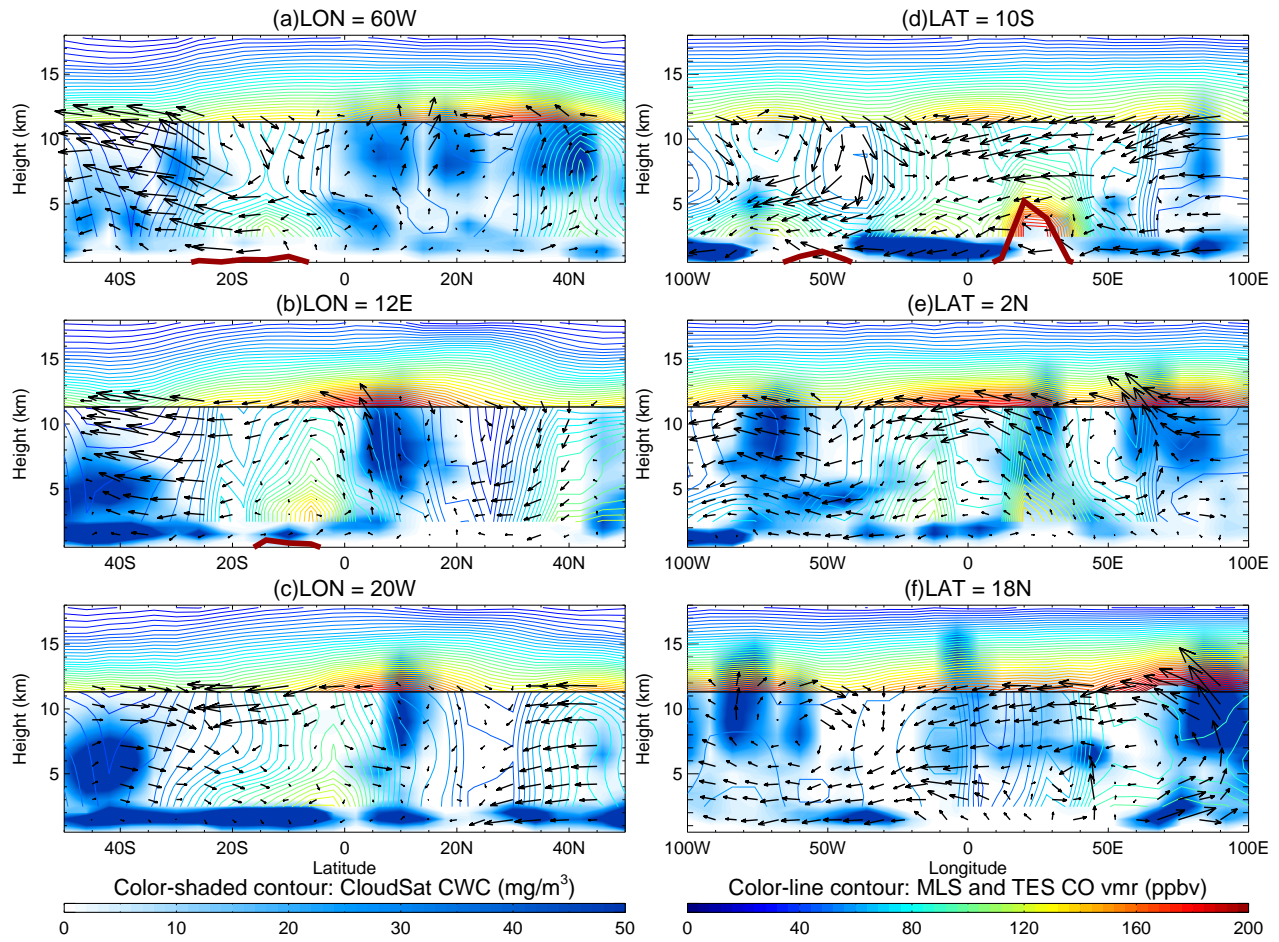 (a)LON = 60W
Height (km)
15
10
5
40S 20S 0 20N 40N
(b)LON = 12E
Height (km)
15
10
5
40S 20S 0 20N 40N
(c)LON = 20W
Height (km)
15
10
5
40S 20S 0 20N 40N
Latitude
Color-shaded contour: CloudSat CWC (mg/m³)
0 10 20 30 40 50
(d)LAT = 10S
Height (km)
15
10
5
100W 50W 0 50E 100E
(e)LAT = 2N
Height (km)
15
10
5
100W 50W 0 50E 100E
(f)LAT = 18N
Height (km)
15
10
5
100W 50W 0 50E 100E
Longitude
Color-line contour: MLS and TES CO vmr (ppbv)
0 40 80 120 160 200